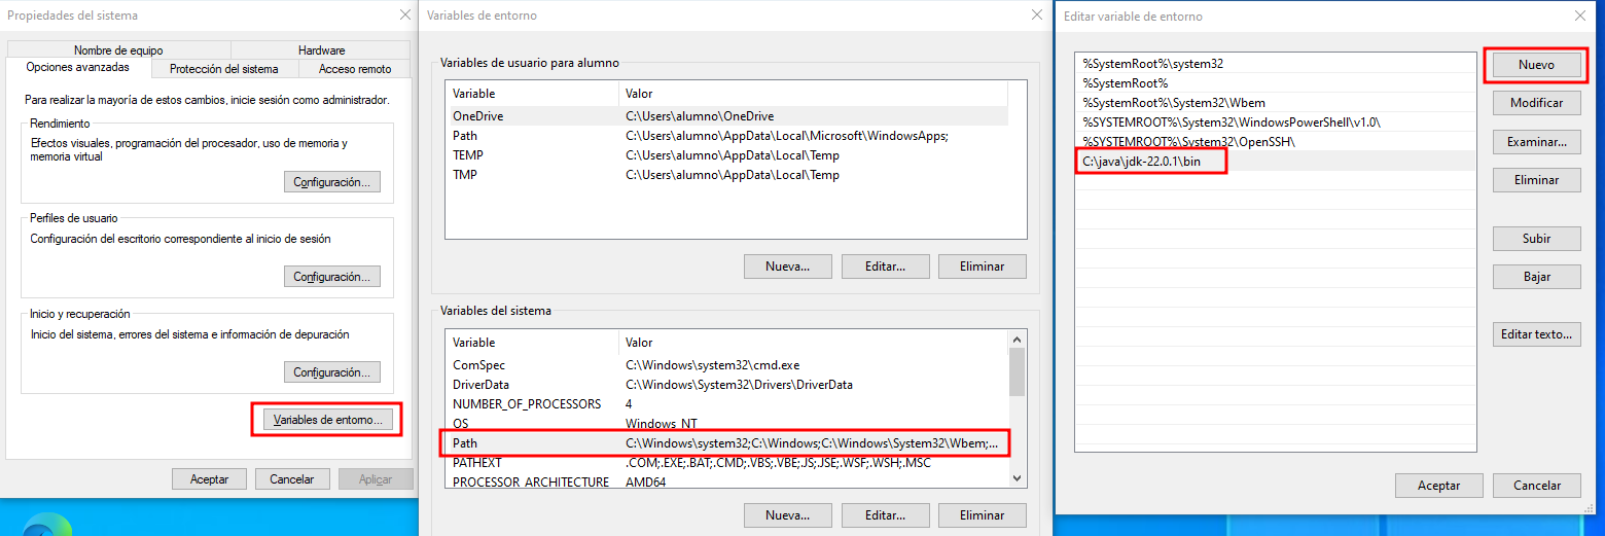 Propiedades del sistema
Nombre de equipo
Hardware
Opciones avanzadas
Protección del sistema
Acceso remoto
Para realizar la mayoría de estos cambios, inicie sesión como administrador.
Rendimiento
Efectos visuales, programación del procesador, uso de memoria y
memoria virtual
Configuración...
Perfiles de usuario
Configuración del escritorio correspondiente al inicio de sesión
Configuración...
Inicio y recuperación
Inicio del sistema, errores del sistema e información de depuración
Configuración...
Variables de entorno...
Aceptar
Cancelar
Aplicar
Variables de entorno
Variables de usuario para alumno
Variable Valor
OneDrive C:\Users\alumno\OneDrive
Path C:\Users\alumno\AppData\Local\Microsoft\WindowsApps;
TEMP C:\Users\alumno\AppData\Local\Temp
TMP C:\Users\alumno\AppData\Local\Temp
Nueva...
Editar...
Eliminar
Variables del sistema
Variable Valor
ComSpec C:\Windows\system32\cmd.exe
DriverData C:\Windows\System32\Drivers\DriverData
NUMBER_OF_PROCESSORS 4
OS Windows_NT
Path C:\Windows\system32;C:\Windows;C:\Windows\System32\Wbem;...
PATHEXT .COM;.EXE;.BAT;.CMD;.VBS;.VBE;.JS;.JSE;.WSF;.WSH;.MSC
PROCESSOR_ARCHITECTURE AMD64
Nueva...
Editar...
Eliminar
Editar variable de entorno
%SystemRoot%\system32
%SystemRoot%
%SystemRoot%\System32\Wbem
%SYSTEMROOT%\System32\WindowsPowerShell\v1.0\
%SYSTEMROOT%\System32\OpenSSH\
C:\java\jdk-22.0.1\bin
Nuevo
Modificar
Examinar...
Eliminar
Subir
Bajar
Editar texto...
Aceptar
Cancelar